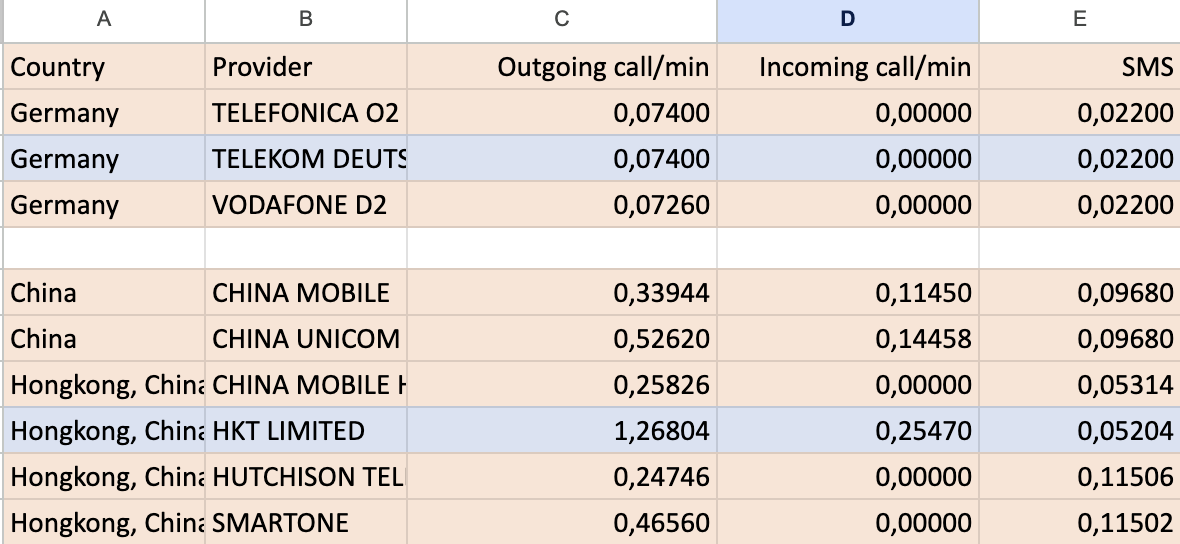 A B C D E
Country Provider Outgoing call/min Incoming call/min SMS
Germany TELEFONICA O2 0,07400 0,00000 0,02200
Germany TELEKOM DEUTS 0,07400 0,00000 0,02200
Germany VODAFONE D2 0,07260 0,00000 0,02200
China CHINA MOBILE 0,33944 0,11450 0,09680
China CHINA UNICOM 0,52620 0,14458 0,09680
Hongkong, China CHINA MOBILE H 0,25826 0,00000 0,05314
Hongkong, China HKT LIMITED 1,26804 0,25470 0,05204
Hongkong, China HUTCHISON TEL 0,24746 0,00000 0,11506
Hongkong, China SMARTONE 0,46560 0,00000 0,11502